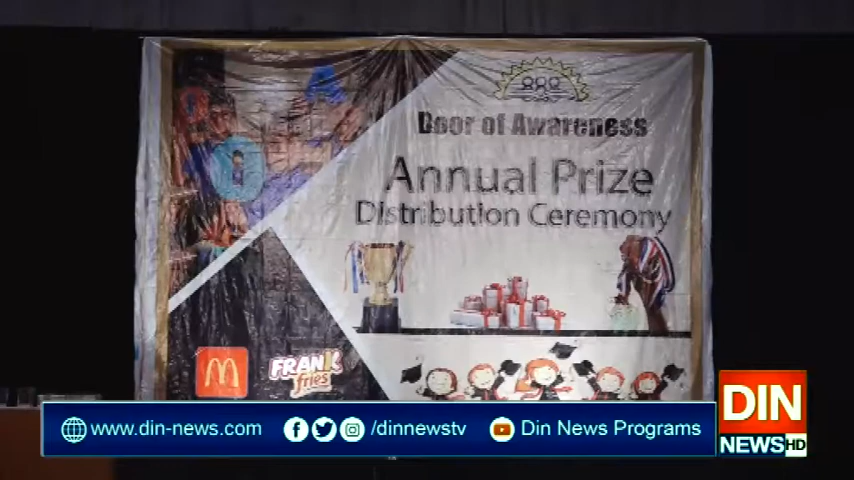 Door of Awareness
Annual Prize
Distribution Ceremony
FRANK
fries
www.din-news.com
/dinnewstv
Din News Programs
DIN
NEWS HD